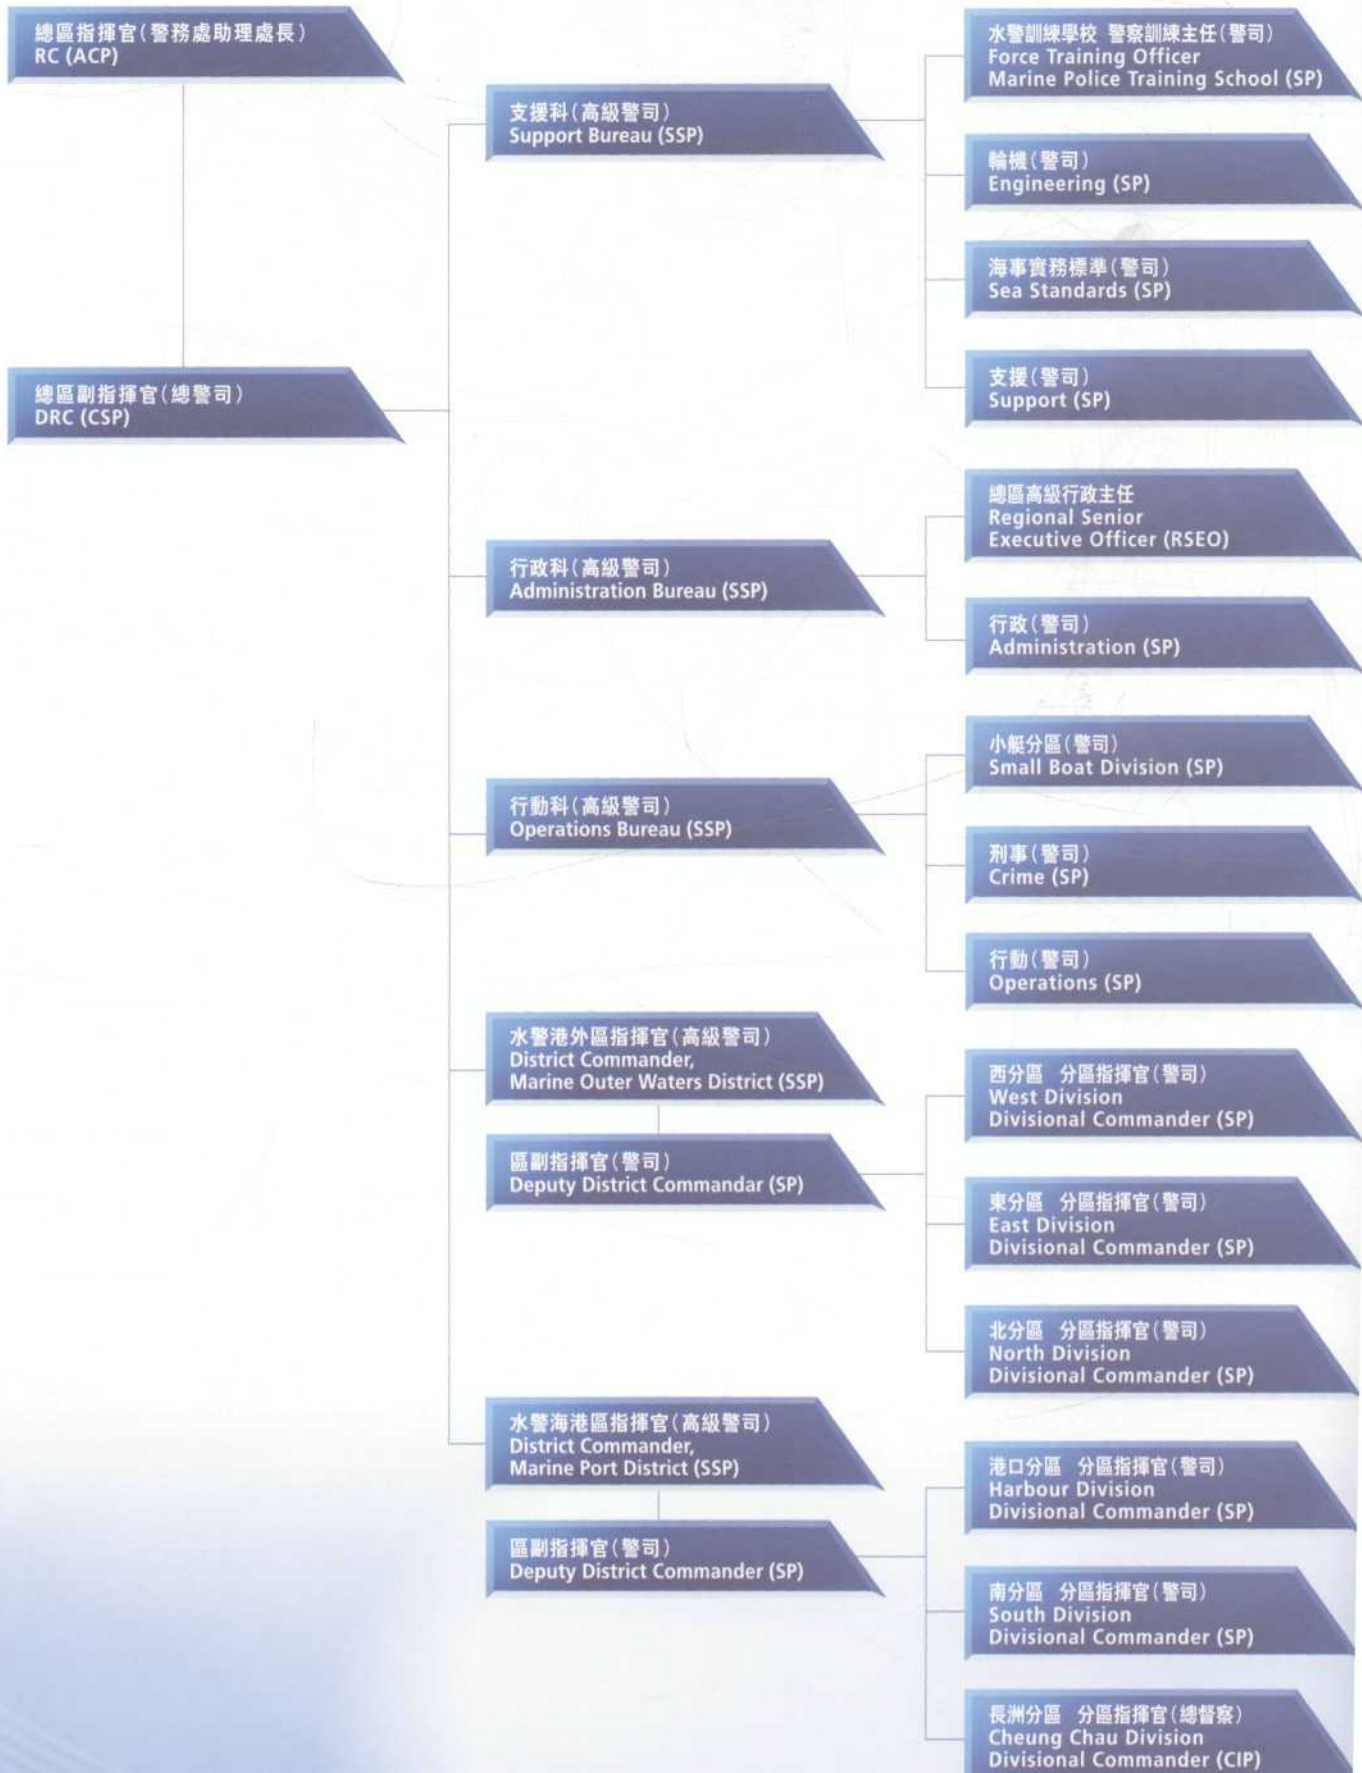 總區指揮官(警務處助理處長)
RC (ACP)
總區副指揮官(總警司)
DRC (CSP)
支援科(高級警司)
Support Bureau (SSP)
水警訓練學校 警察訓練主任(警司)
Force Training Officer
Marine Police Training School (SP)
輪機(警司)
Engineering (SP)
海事實務標準(警司)
Sea Standards (SP)
支援(警司)
Support (SP)
行政科(高級警司)
Administration Bureau (SSP)
總區高級行政主任
Regional Senior
Executive Officer (RSEO)
行政(警司)
Administration (SP)
行動科(高級警司)
Operations Bureau (SSP)
小艇分區(警司)
Small Boat Division (SP)
刑事(警司)
Crime (SP)
行動(警司)
Operations (SP)
水警港外區指揮官(高級警司)
District Commander,
Marine Outer Waters District (SSP)
區副指揮官(警司)
Deputy District Commandar (SP)
西分區 分區指揮官(警司)
West Division
Divisional Commander (SP)
東分區 分區指揮官(警司)
East Division
Divisional Commander (SP)
北分區 分區指揮官(警司)
North Division
Divisional Commander (SP)
水警海港區指揮官(高級警司)
District Commander,
Marine Port District (SSP)
區副指揮官(警司)
Deputy District Commander (SP)
港口分區 分區指揮官(警司)
Harbour Division
Divisional Commander (SP)
南分區 分區指揮官(警司)
South Division
Divisional Commander (SP)
長洲分區 分區指揮官(總督察)
Cheung Chau Division
Divisional Commander (CIP)